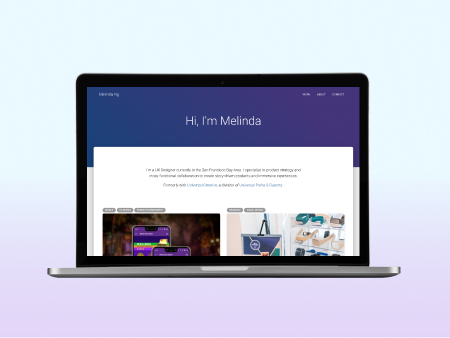 Melinda Ng
WORK ABOUT CONTACT
Hi, I'm Melinda
I'm a UX Designer currently in the San Francisco Bay Area. I specialize in product strategy and
cross-functional collaboration to create story-driven products and immersive experiences.
Formerly with Universal Creative, a division of Universal Parks & Resorts.